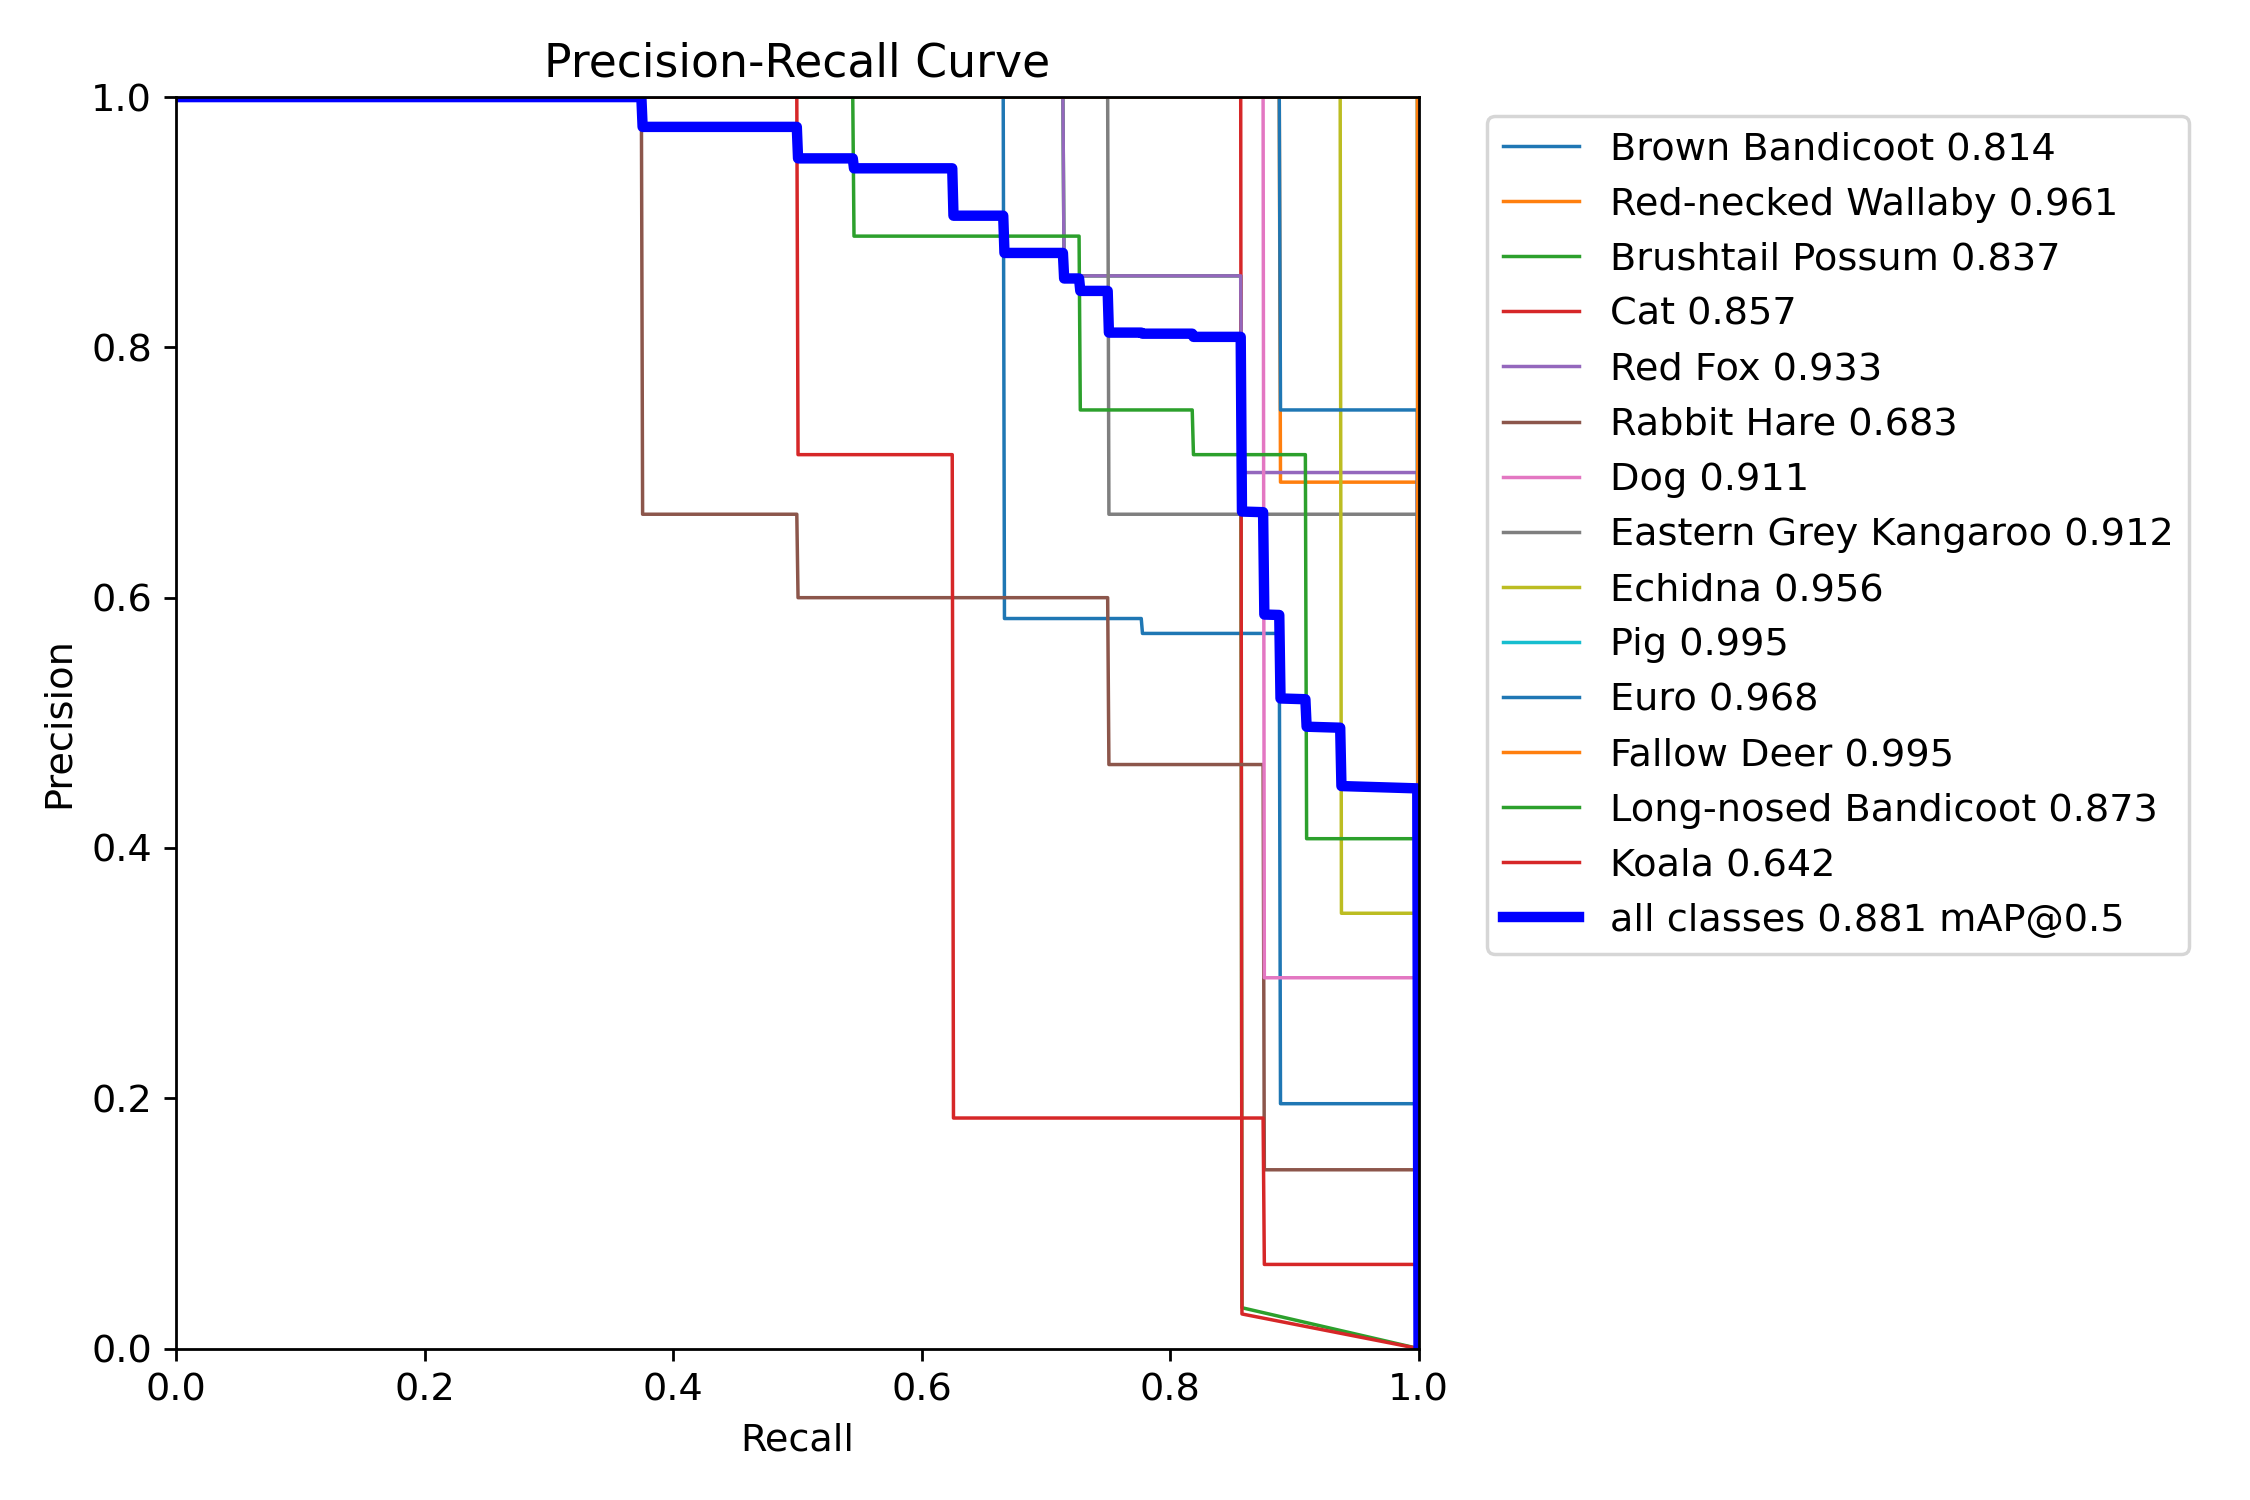 Precision-Recall Curve
1.0
0.8
0.6
0.4
0.2
0.0
Precision
0.0 0.2 0.4 0.6 0.8 1.0
Recall
Brown Bandicoot 0.814
Red-necked Wallaby 0.961
Brushtail Possum 0.837
Cat 0.857
Red Fox 0.933
Rabbit Hare 0.683
Dog 0.911
Eastern Grey Kangaroo 0.912
Echidna 0.956
Pig 0.995
Euro 0.968
Fallow Deer 0.995
Long-nosed Bandicoot 0.873
Koala 0.642
all classes 0.881 mAP@0.5